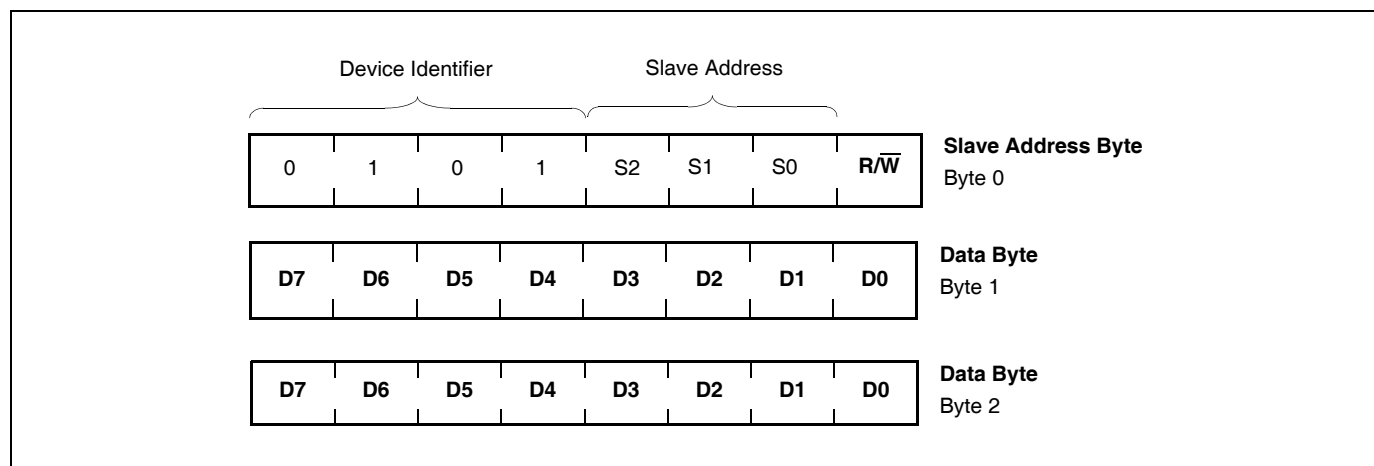 Device Identifier Slave Address
0 1 0 1 S2 S1 S0 R/W̅ Slave Address Byte
Byte 0
D7 D6 D5 D4 D3 D2 D1 D0 Data Byte
Byte 1
D7 D6 D5 D4 D3 D2 D1 D0 Data Byte
Byte 2